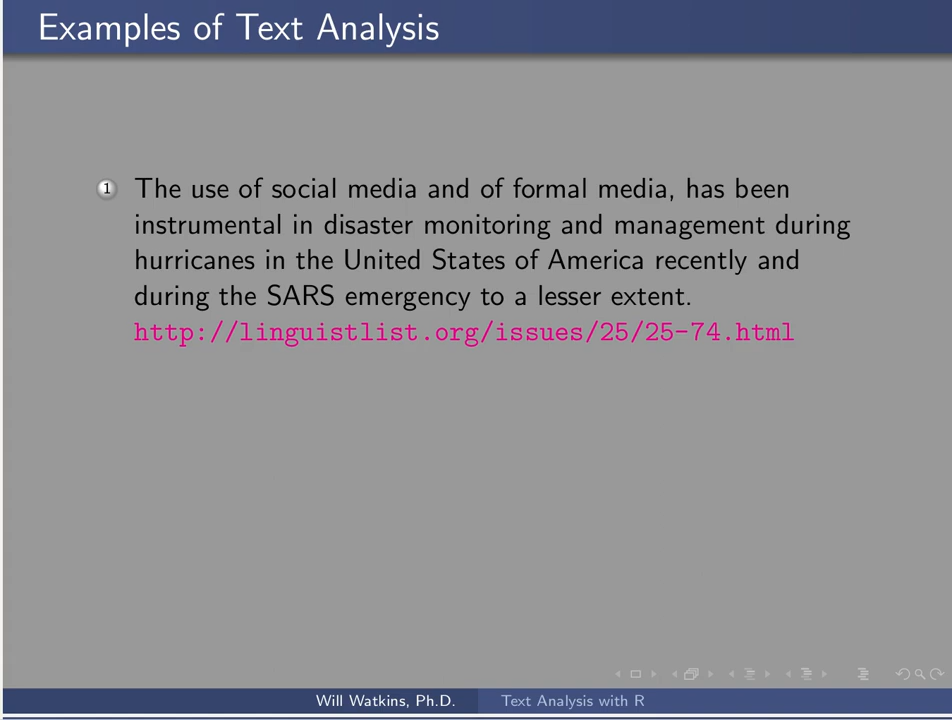 Examples of Text Analysis
1 The use of social media and of formal media, has been
instrumental in disaster monitoring and management during
hurricanes in the United States of America recently and
during the SARS emergency to a lesser extent.
http://linguistlist.org/issues/25/25-74.html
Will Watkins, Ph.D. Text Analysis with R